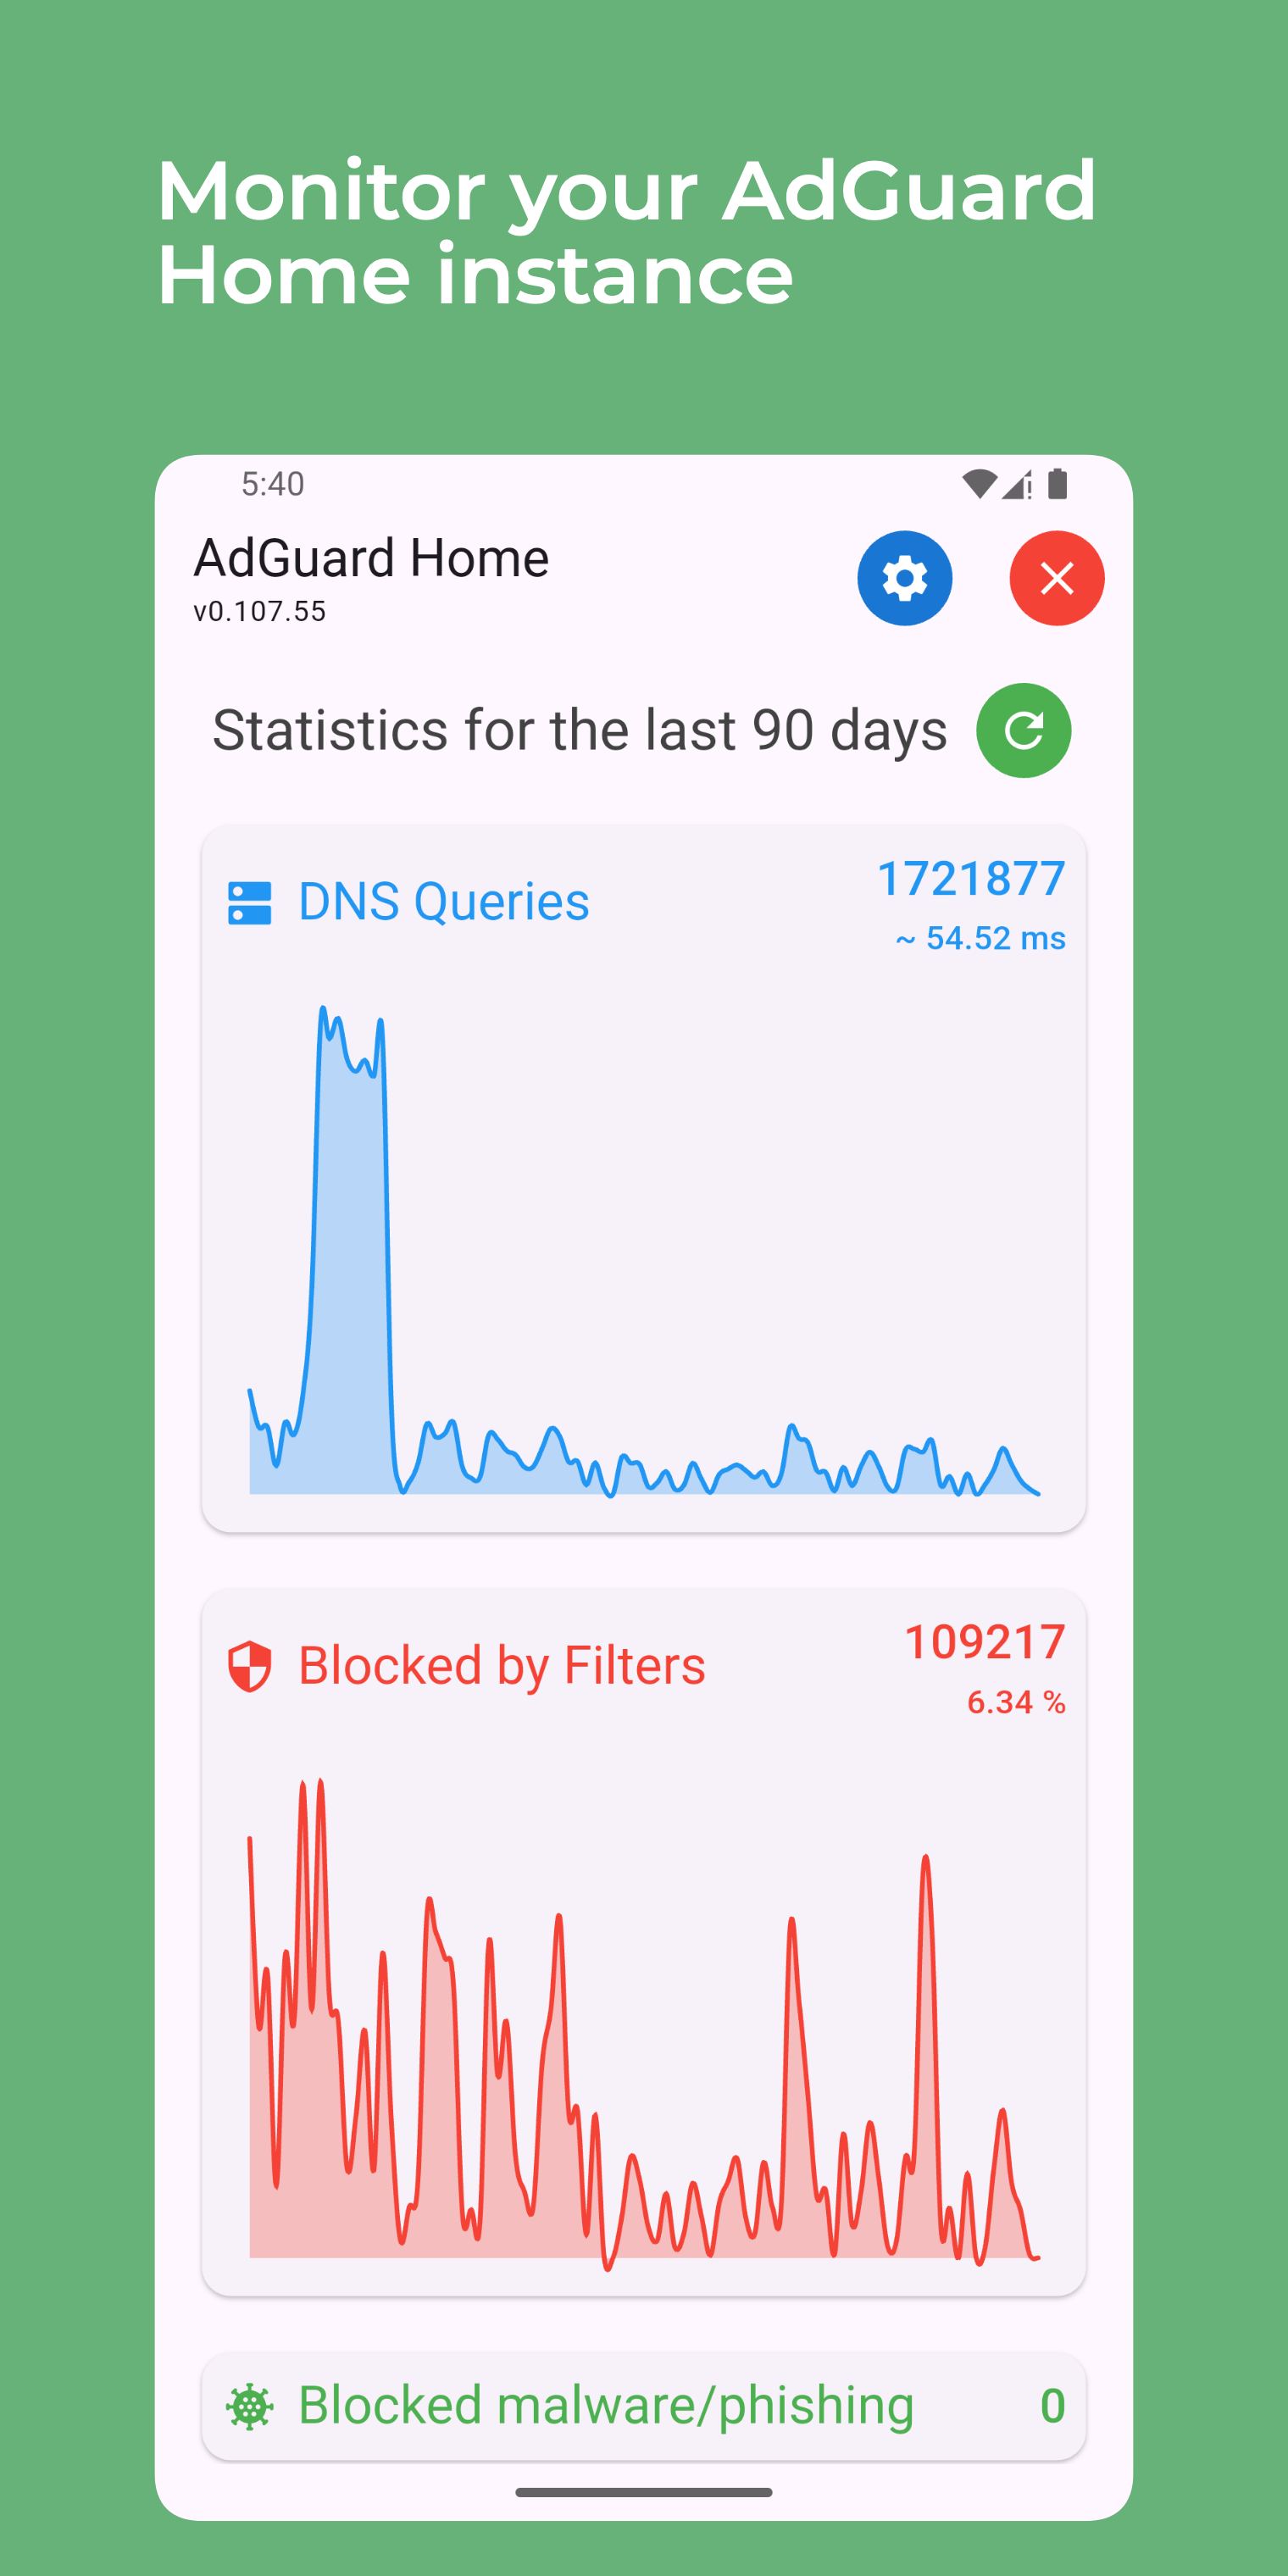 Monitor your AdGuard
Home instance
5:40
AdGuard Home
v0.107.55
Statistics for the last 90 days
DNS Queries
1721877
~ 54.52 ms
Blocked by Filters
109217
6.34 %
Blocked malware/phishing
0